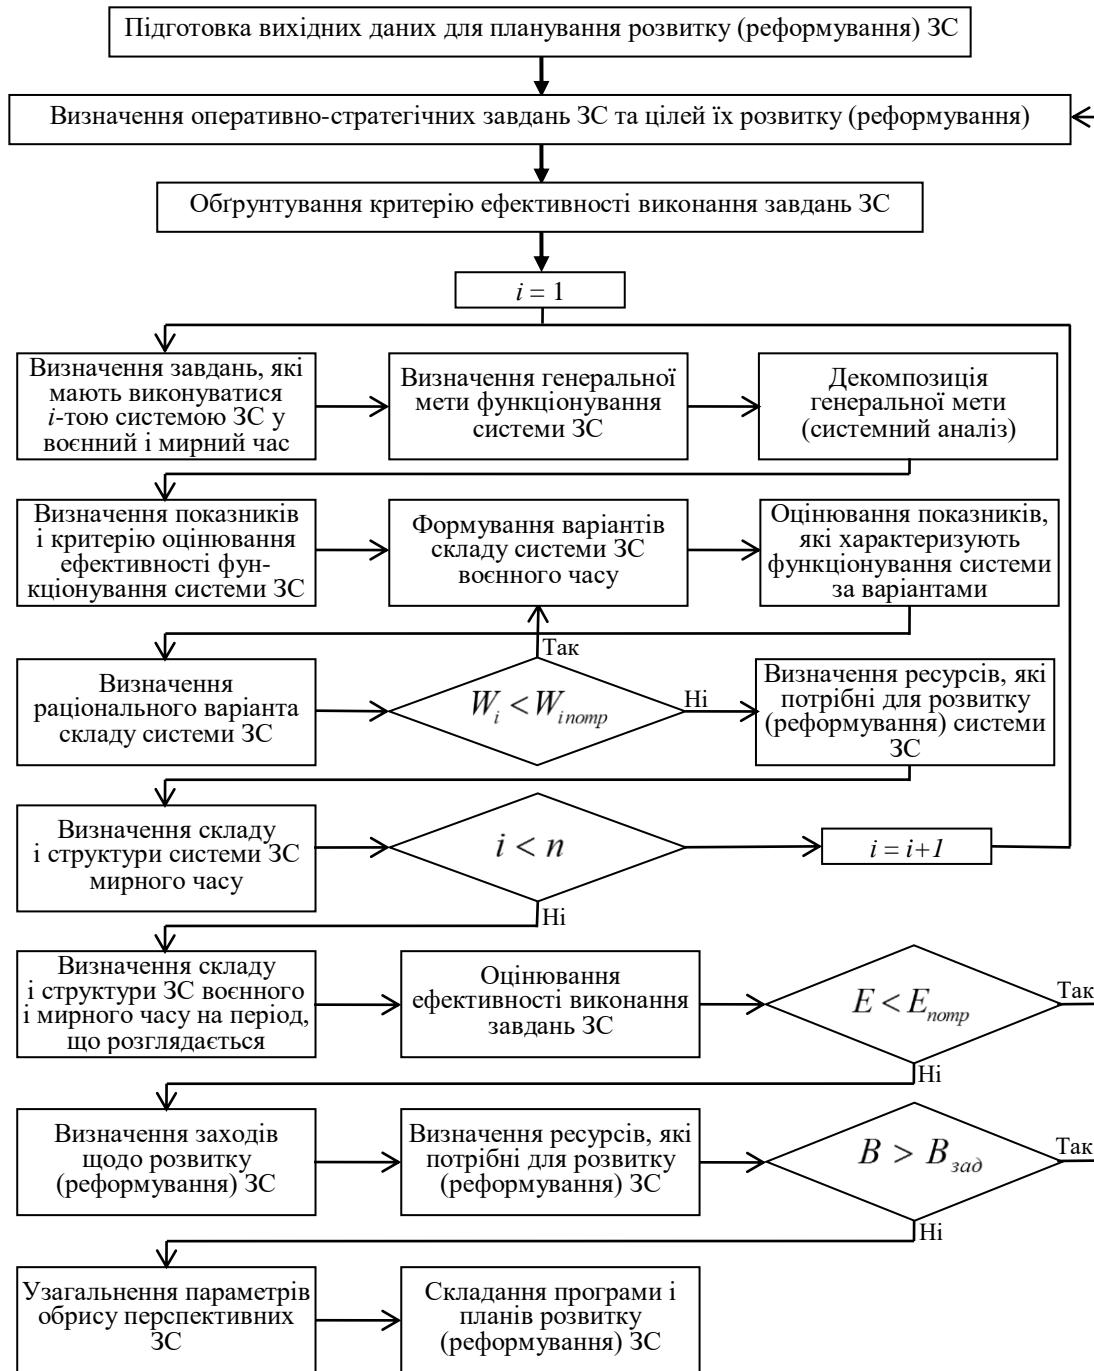 Підготовка вихідних даних для планування розвитку (реформування) ЗС
Визначення оперативно-стратегічних завдань ЗС та цілей їх розвитку (реформування)
Обґрунтування критерію ефективності виконання завдань ЗС
i = 1
Визначення завдань, які
мають виконуватися
i-тою системою ЗС у
воєнний і мирний час
Визначення генеральної
мети функціонування
системи ЗС
Декомпозиція
генеральної мети
(системний аналіз)
Визначення показників
і критерію оцінювання
ефективності фун-
кціонування системи ЗС
Формування варіантів
складу системи ЗС
воєнного часу
Оцінювання показників,
які характеризують
функціонування системи
за варіантами
Так
Визначення
раціонального варіанта
складу системи ЗС
W_i < W_{i потр}
Ні
Визначення ресурсів, які
потрібні для розвитку
(реформування) системи
ЗС
Визначення складу
і структури системи ЗС
мирного часу
i < n
i = i+1
Ні
Визначення складу
і структури ЗС воєнного
і мирного часу на період,
що розглядається
Оцінювання
ефективності виконання
завдань ЗС
E < E_{потр}
Так
Ні
Визначення заходів
щодо розвитку
(реформування) ЗС
Визначення ресурсів, які
потрібні для розвитку
(реформування) ЗС
B > B_{зад}
Так
Ні
Узагальнення параметрів
обрису перспективних
ЗС
Складання програми і
планів розвитку
(реформування) ЗС